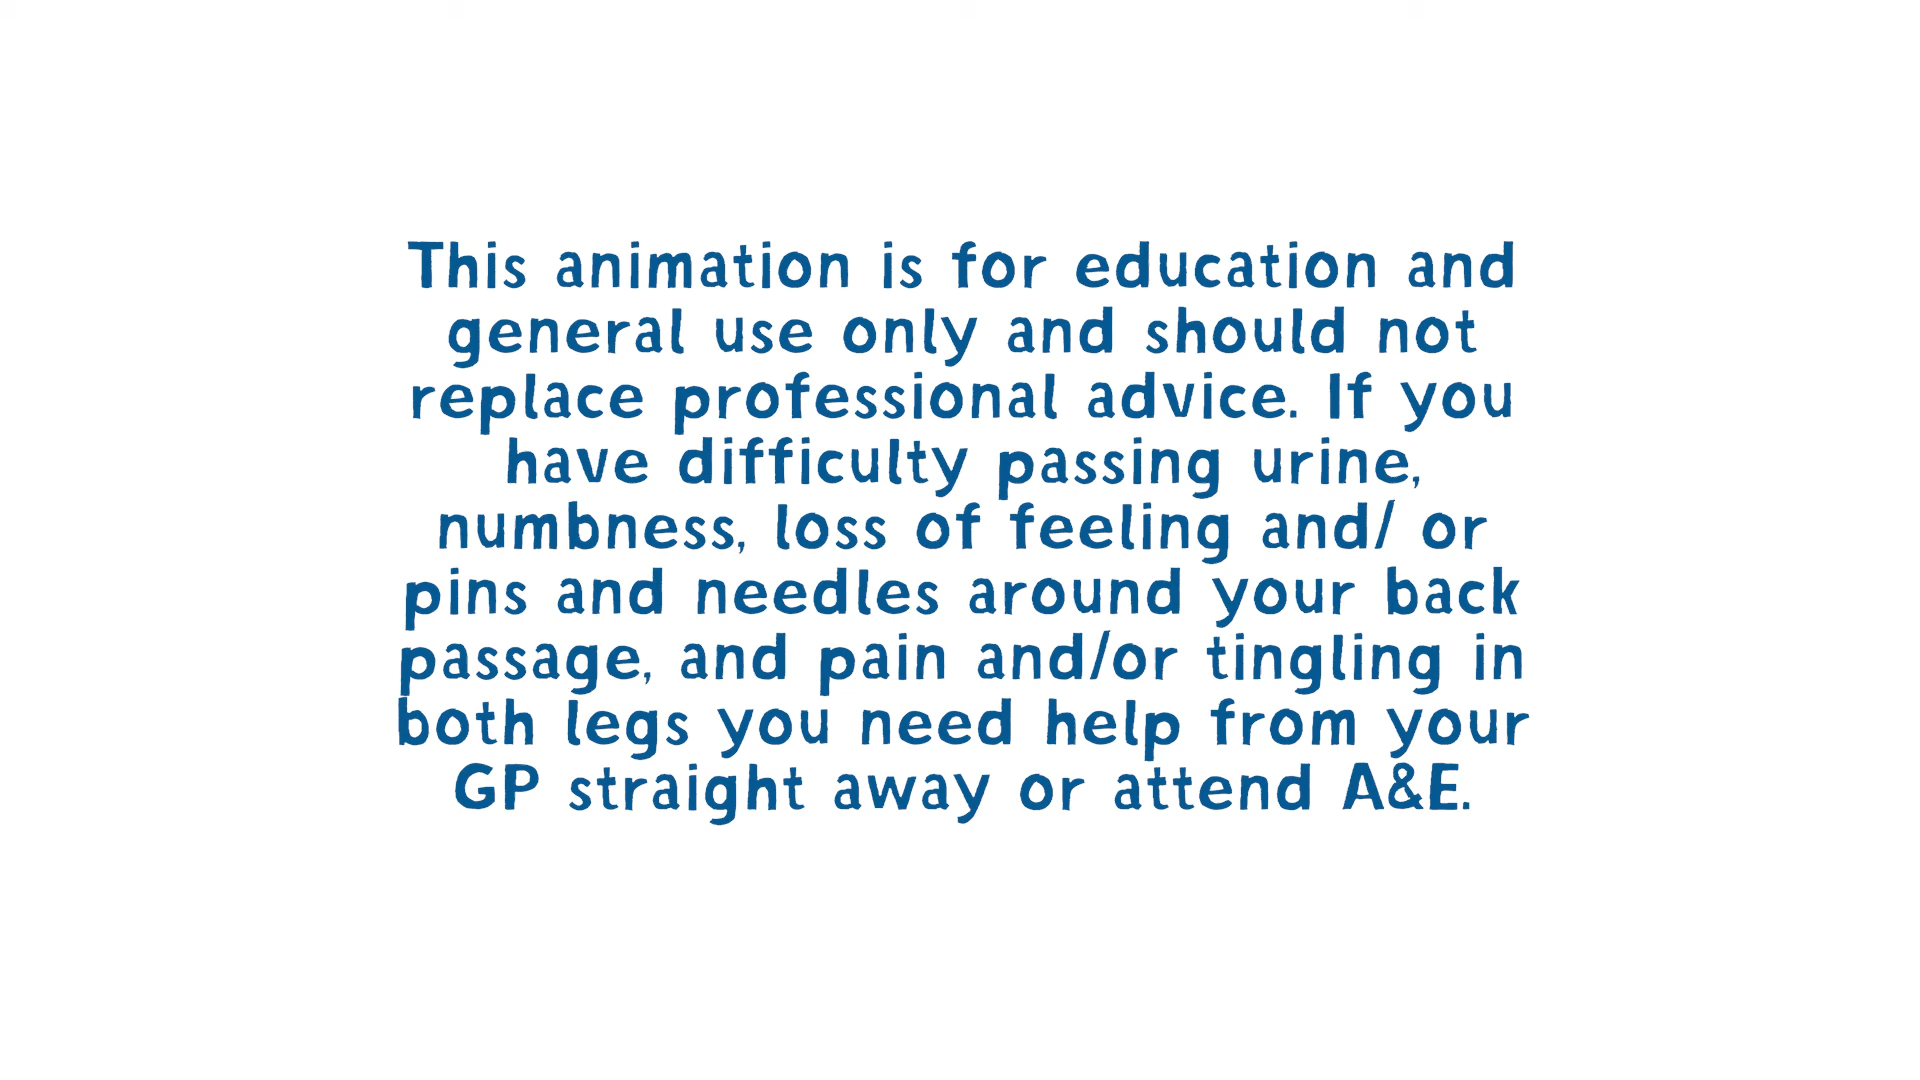 This animation is for education and
general use only and should not
replace professional advice. If you
have difficulty passing urine,
numbness, loss of feeling and/ or
pins and needles around your back
passage, and pain and/or tingling in
both legs you need help from your
GP straight away or attend A&E.